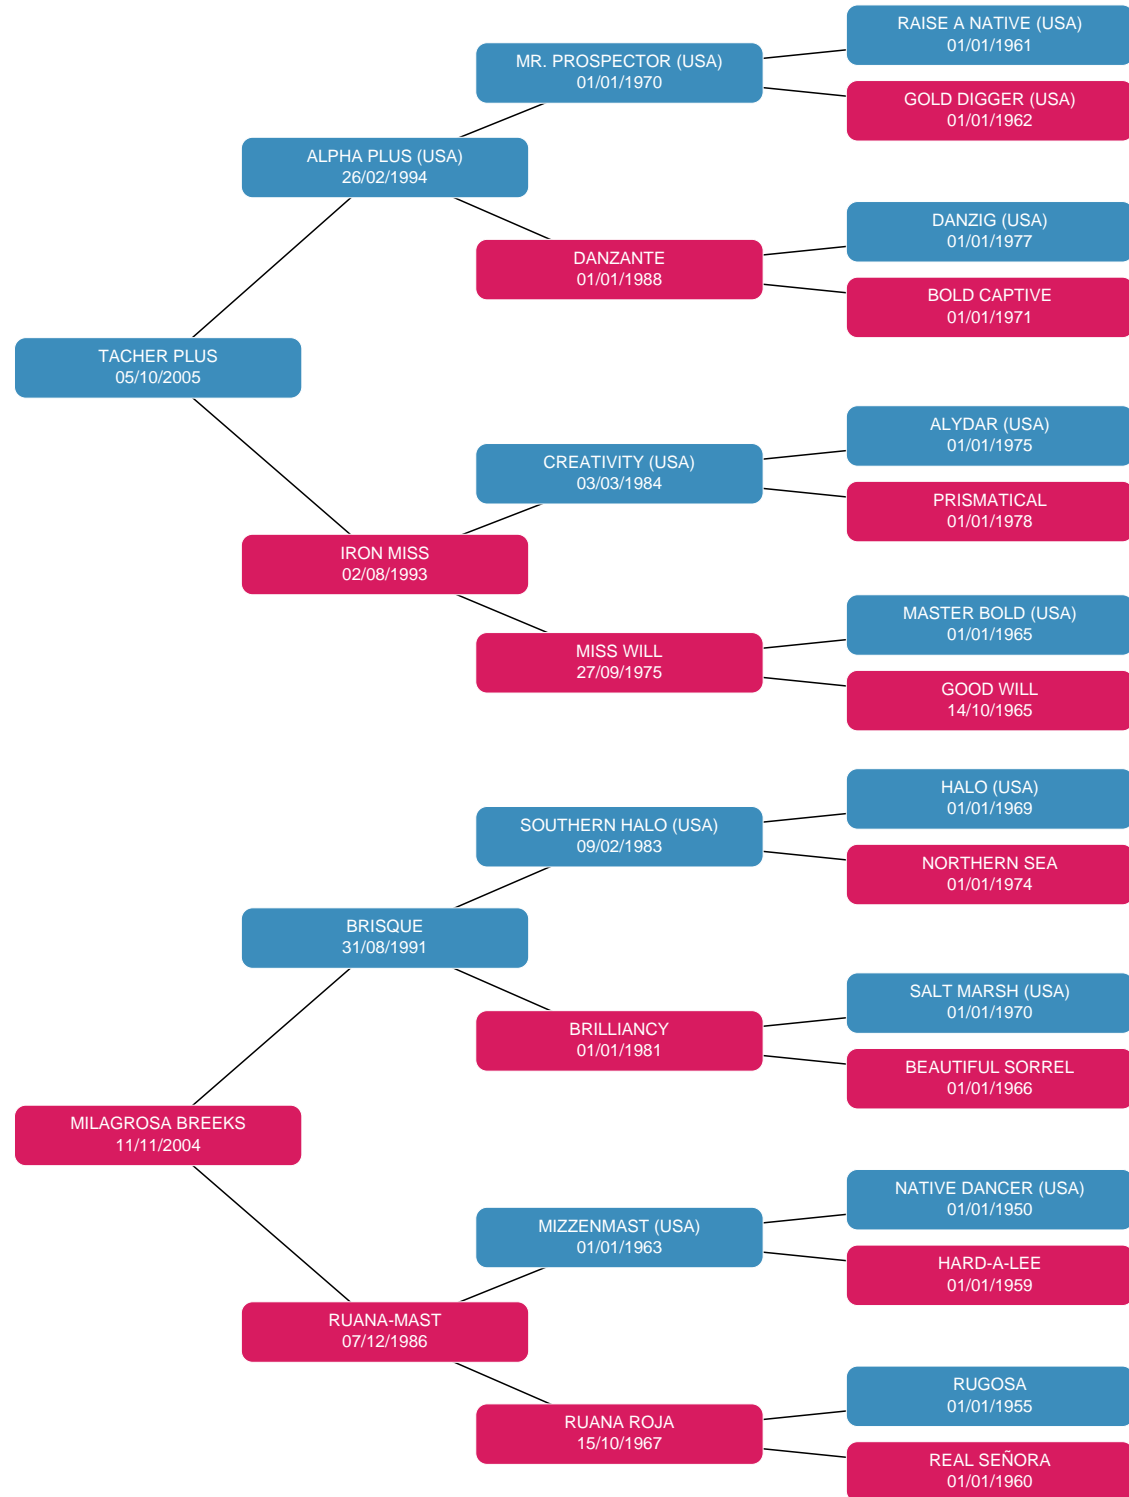 RAISE A NATIVE (USA)
01/01/1961
MR. PROSPECTOR (USA)
01/01/1970
GOLD DIGGER (USA)
01/01/1962
ALPHA PLUS (USA)
26/02/1994
DANZIG (USA)
01/01/1977
DANZANTE
01/01/1988
BOLD CAPTIVE
01/01/1971
TACHER PLUS
05/10/2005
ALYDAR (USA)
01/01/1975
CREATIVITY (USA)
03/03/1984
PRISMATICAL
01/01/1978
IRON MISS
02/08/1993
MASTER BOLD (USA)
01/01/1965
MISS WILL
27/09/1975
GOOD WILL
14/10/1965
HALO (USA)
01/01/1969
SOUTHERN HALO (USA)
09/02/1983
NORTHERN SEA
01/01/1974
BRISQUE
31/08/1991
SALT MARSH (USA)
01/01/1970
BRILLIANCY
01/01/1981
BEAUTIFUL SORREL
01/01/1966
MILAGROSA BREEKS
11/11/2004
NATIVE DANCER (USA)
01/01/1950
MIZZENMAST (USA)
01/01/1963
HARD-A-LEE
01/01/1959
RUANA-MAST
07/12/1986
RUGOSA
01/01/1955
RUANA ROJA
15/10/1967
REAL SEÑORA
01/01/1960